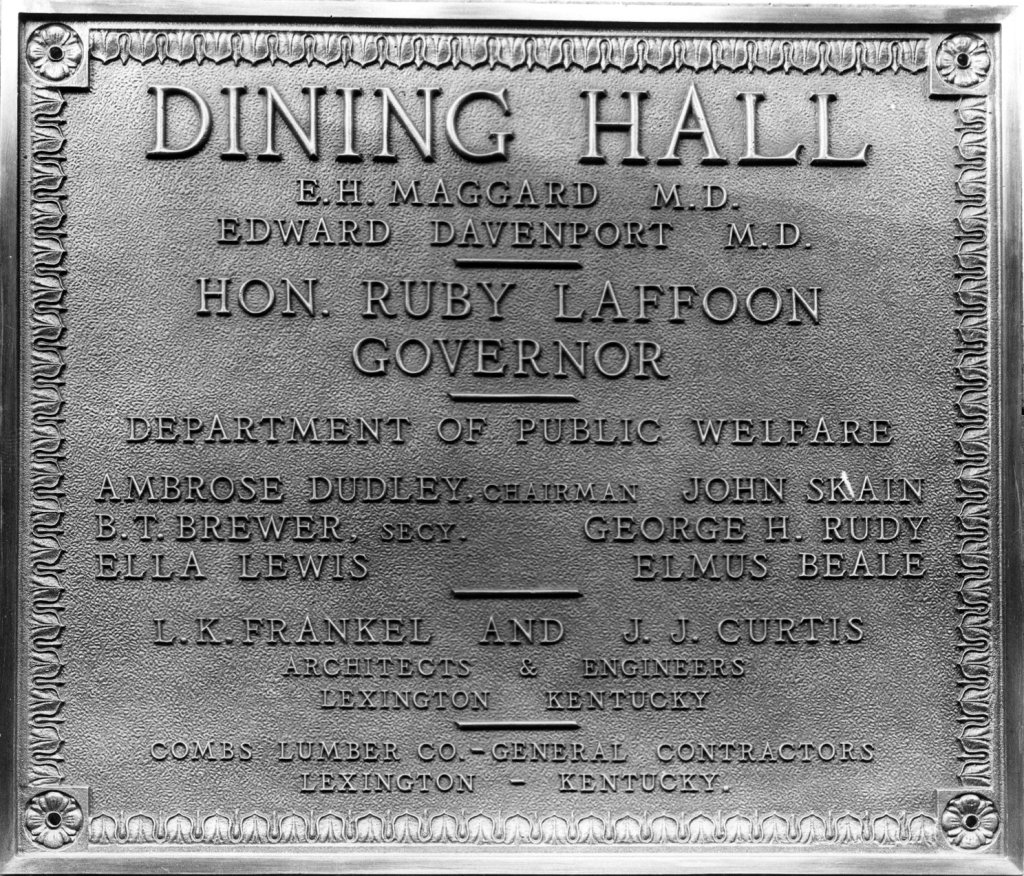 DINING HALL
E.H. MAGGARD M.D.
EDWARD DAVENPORT M.D.
HON. RUBY LAFFOON
GOVERNOR
DEPARTMENT OF PUBLIC WELFARE
AMBROSE DUDLEY, CHAIRMAN JOHN SKAIN
B.T. BREWER, SECY. GEORGE H. RUDY
ELLA LEWIS ELMUS BEALE
L.K. FRANKEL AND J. J. CURTIS
ARCHITECTS & ENGINEERS
LEXINGTON KENTUCKY
COMBS LUMBER CO.-GENERAL CONTRACTORS
LEXINGTON - KENTUCKY.